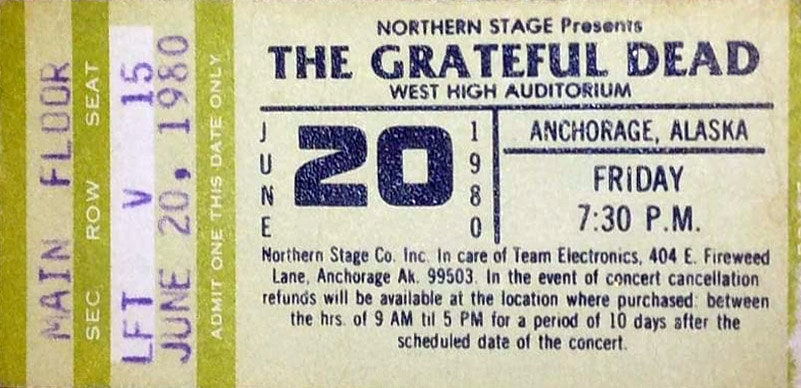 MAIN FLOOR
SEC. ROW SEAT
LFT V 15
JUNE 20, 1980
ADMIT ONE THIS DATE ONLY
NORTHERN STAGE Presents
THE GRATEFUL DEAD
WEST HIGH AUDITORIUM
JUNE 20 1980
ANCHORAGE, ALASKA
FRIDAY
7:30 P.M.
Northern Stage Co. Inc. In care of Team Electronics, 404 E. Fireweed
Lane, Anchorage Ak. 99503. In the event of concert cancellation
refunds will be available at the location where purchased: between
the hrs. of 9 AM til 5 PM for a period of 10 days after the
scheduled date of the concert.